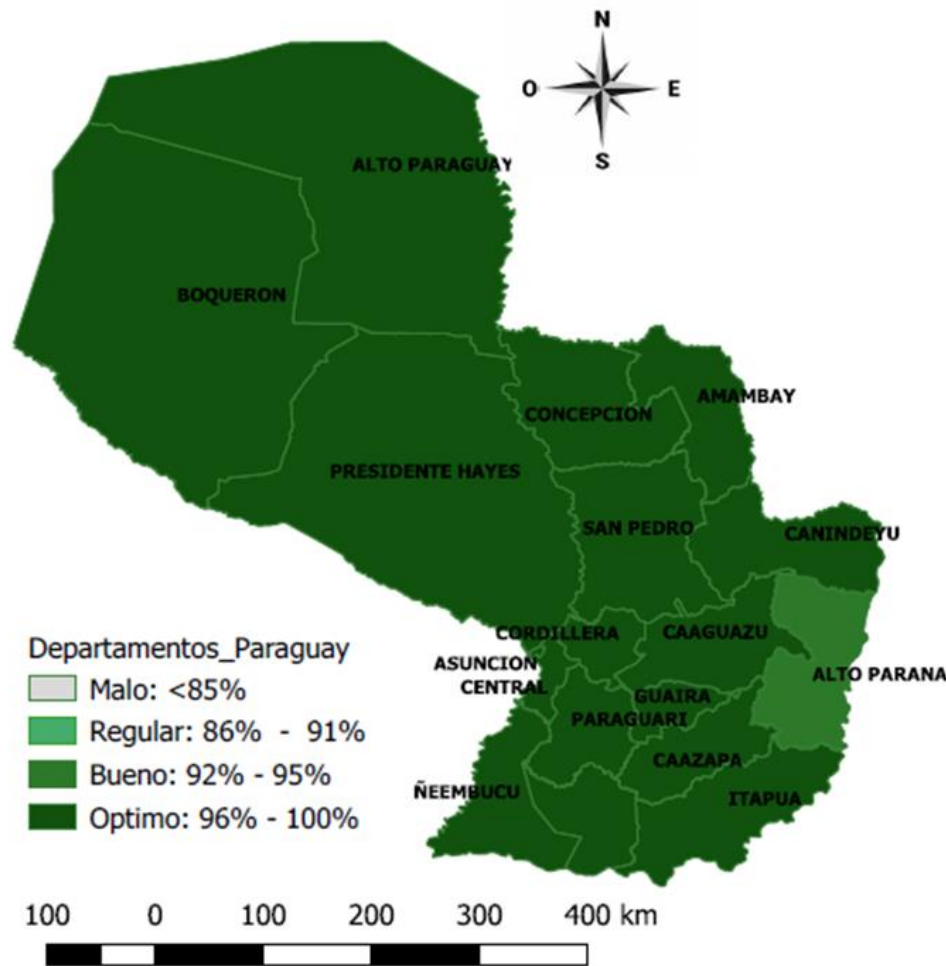 N
O
E
S
ALTO PARAGUAY
BOQUERON
AMAMBAY
CONCEPCION
PRESIDENTE HAYES
SAN PEDRO
CANINDEYU
CORDILLERA
CAAGUAZU
ASUNCION
CENTRAL
ALTO PARANA
GUAIRA
PARAGUARI
CAAZAPA
ÑEEMBUCU
ITAPUA
Departamentos_Paraguay
Malo: <85%
Regular: 86% - 91%
Bueno: 92% - 95%
Optimo: 96% - 100%
100 0 100 200 300 400 km